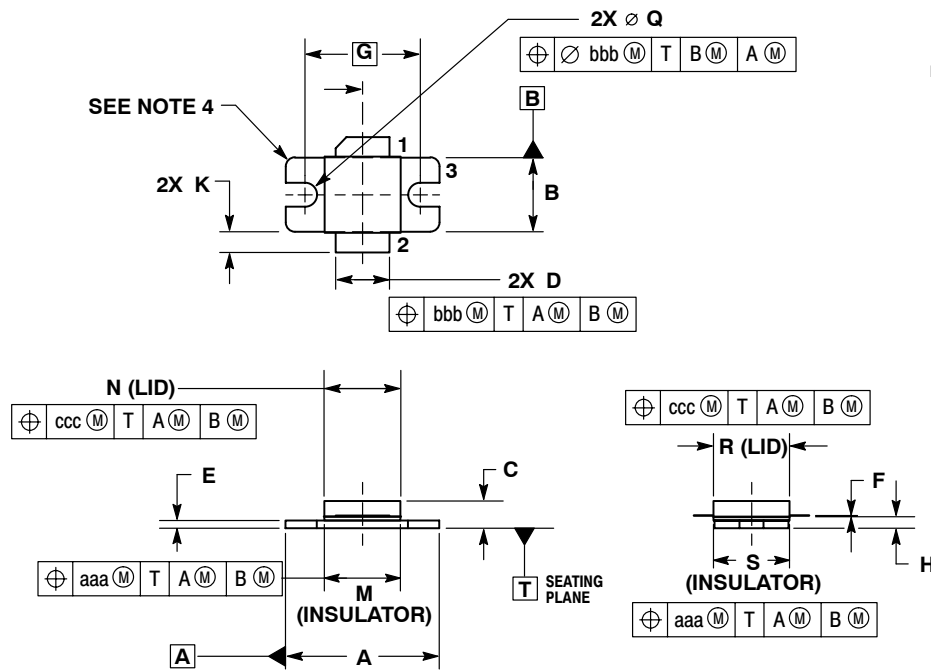 2X ⌀ Q
⌖ ⌀ bbb Ⓜ T B Ⓜ A Ⓜ
G
B
SEE NOTE 4
1
3
2X K
B
2
2X D
⌖ bbb Ⓜ T A Ⓜ B Ⓜ
N (LID)
⌖ ccc Ⓜ T A Ⓜ B Ⓜ
⌖ ccc Ⓜ T A Ⓜ B Ⓜ
R (LID)
E
C
F
⌖ aaa Ⓜ T A Ⓜ B Ⓜ
M
(INSULATOR)
T SEATING
PLANE
S
(INSULATOR)
H
⌖ aaa Ⓜ T A Ⓜ B Ⓜ
A
A